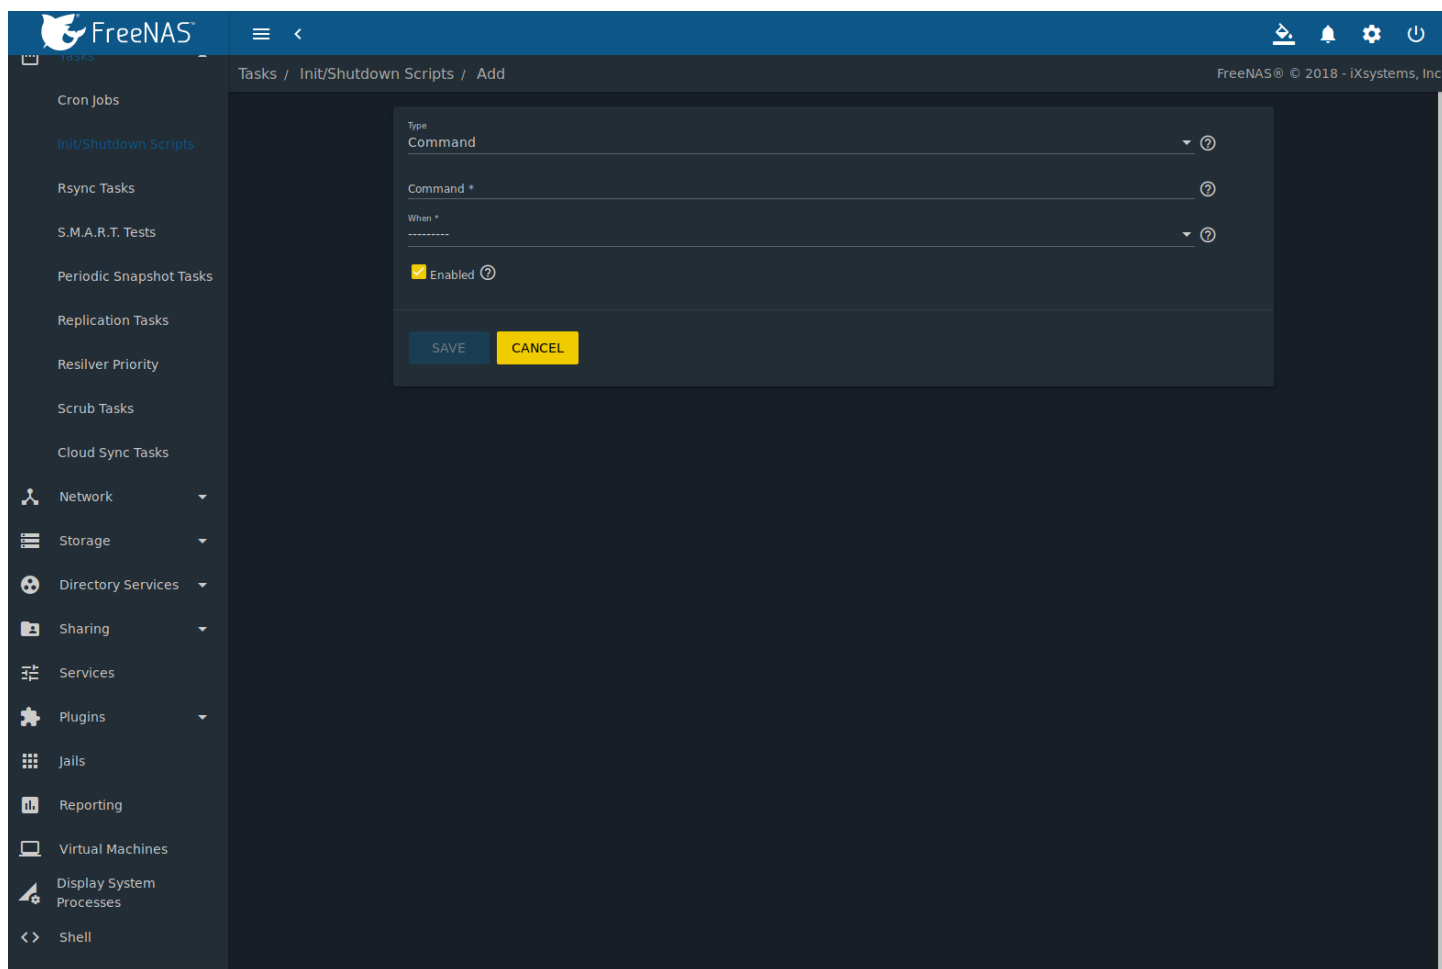 FreeNAS™
Tasks
Cron Jobs
Init/Shutdown Scripts
Rsync Tasks
S.M.A.R.T. Tests
Periodic Snapshot Tasks
Replication Tasks
Resilver Priority
Scrub Tasks
Cloud Sync Tasks
Network
Storage
Directory Services
Sharing
Services
Plugins
Jails
Reporting
Virtual Machines
Display System
Processes
Shell
Tasks / Init/Shutdown Scripts / Add
FreeNAS® © 2018 - iXsystems, Inc
Type
Command
Command *
When *
---------
Enabled
SAVE
CANCEL